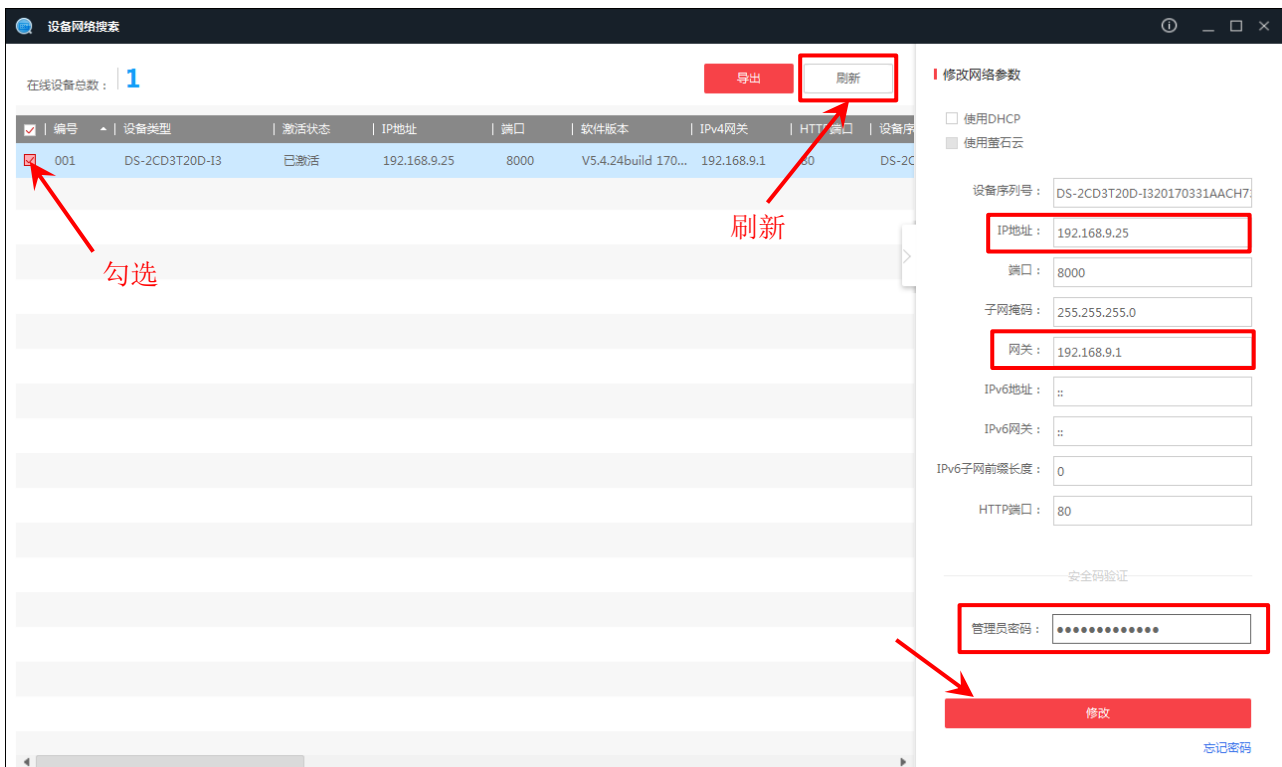 设备网络搜索
在线设备总数： 1
导出 刷新
编号 设备类型 激活状态 IP地址 端口 软件版本 IPv4网关 HTTP端口 设备序
001 DS-2CD3T20D-I3 已激活 192.168.9.25 8000 V5.4.24build 170... 192.168.9.1 80 DS-2C
刷新
勾选
修改网络参数
使用DHCP
使用萤石云
设备序列号： DS-2CD3T20D-I320170331AACH7
IP地址： 192.168.9.25
端口： 8000
子网掩码： 255.255.255.0
网关： 192.168.9.1
IPv6地址： ::
IPv6网关： ::
IPv6子网前缀长度： 0
HTTP端口： 80
安全码验证
管理员密码： ●●●●●●●●●●●●●
修改
忘记密码